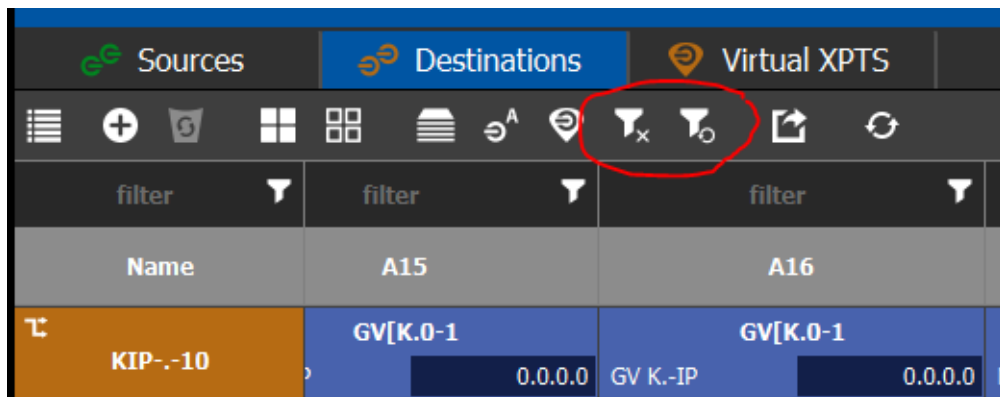 Sources Destinations Virtual XPTS
A
filter filter filter
Name A15 A16
GV[K.0-1 GV[K.0-1
KIP-.-10 0.0.0.0 GV K.-IP 0.0.0.0